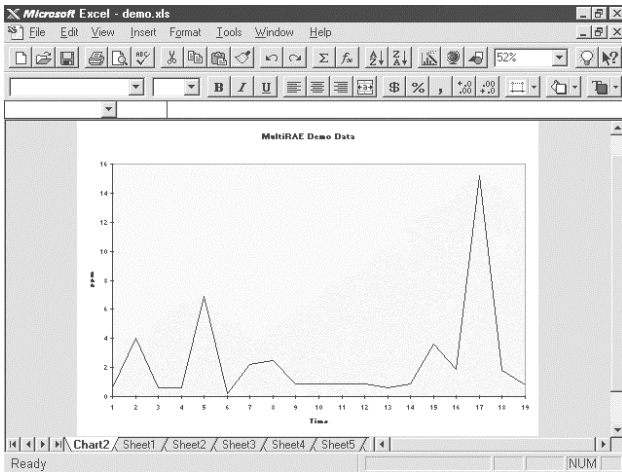 Microsoft Excel - demo.xls
File Edit View Insert Format Tools Window Help
52%
B I U $ % ,
MultiRAE Demo Data
16
14
12
10
8
6
4
2
0
ppm
1 2 3 4 5 6 7 8 9 10 11 12 13 14 15 16 17 18 19
Time
Chart2 Sheet1 Sheet2 Sheet3 Sheet4 Sheet5
Ready NUM